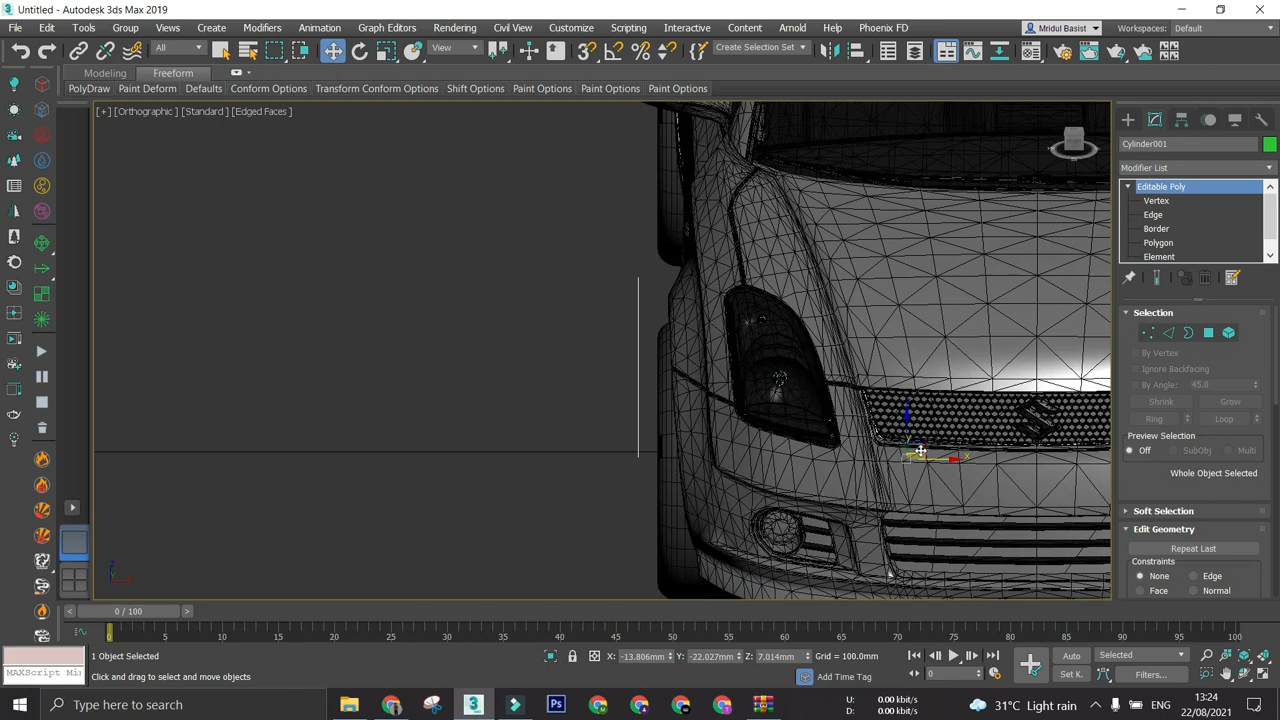 Untitled - Autodesk 3ds Max 2019
File Edit Tools Group Views Create Modifiers Animation Graph Editors Rendering Civil View Customize Scripting Interactive Content Arnold Help Phoenix FD Mridul Basist Workspaces: Default
All View Create Selection Set
Modeling Freeform
PolyDraw Paint Deform Defaults Conform Options Transform Conform Options Shift Options Paint Options Paint Options Paint Options
[+] [Orthographic] [Standard] [Edged Faces]
Cylinder001
Modifier List
Editable Poly
Vertex
Edge
Border
Polygon
Element
Selection
By Vertex
Ignore Backfacing
By Angle: 45.0
Shrink Grow
Ring Loop
Preview Selection
Off SubObj Multi
Whole Object Selected
Soft Selection
Edit Geometry
Repeat Last
Constraints
None Edge
Face Normal
y
x
z
x
0 / 100
0 5 10 15 20 25 30 35 40 45 50 55 60 65 70 75 80 85 90 95 100
1 Object Selected X: -13.806mm Y: -22.027mm Z: 7.014mm Grid = 100.0mm Auto Selected
MAXScript Mi Click and drag to select and move objects Add Time Tag 0 Set K. Filters...
Type here to search
U: 0.00 kbit/s
D: 0.00 kbit/s
31°C Light rain
13:24
22/08/2021